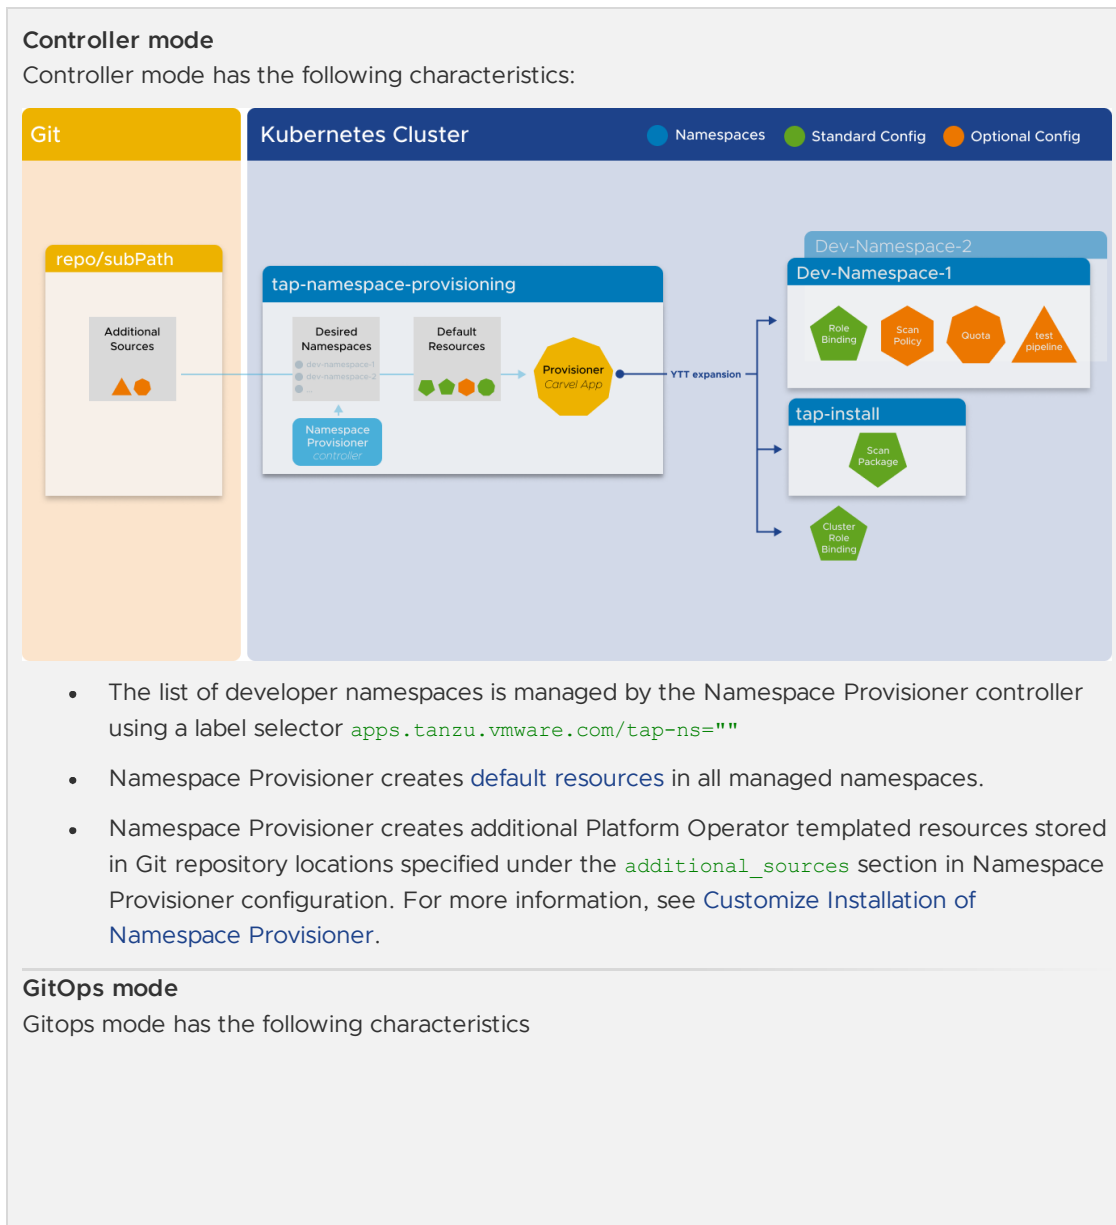 Controller mode
Controller mode has the following characteristics:
Git
Kubernetes Cluster
Namespaces
Standard Config
Optional Config
repo/subPath
Additional
Sources
tap-namespace-provisioning
Desired
Namespaces
dev-namespace-1
dev-namespace-2
...
Namespace
Provisioner
controller
Default
Resources
Provisioner
Carvel App
YTT expansion
Dev-Namespace-2
Dev-Namespace-1
Role
Binding
Scan
Policy
Quota
test
pipeline
tap-install
Scan
Package
Cluster
Role
Binding
• The list of developer namespaces is managed by the Namespace Provisioner controller
using a label selector apps.tanzu.vmware.com/tap-ns=""
• Namespace Provisioner creates default resources in all managed namespaces.
• Namespace Provisioner creates additional Platform Operator templated resources stored
in Git repository locations specified under the additional_sources section in Namespace
Provisioner configuration. For more information, see Customize Installation of
Namespace Provisioner.
GitOps mode
Gitops mode has the following characteristics